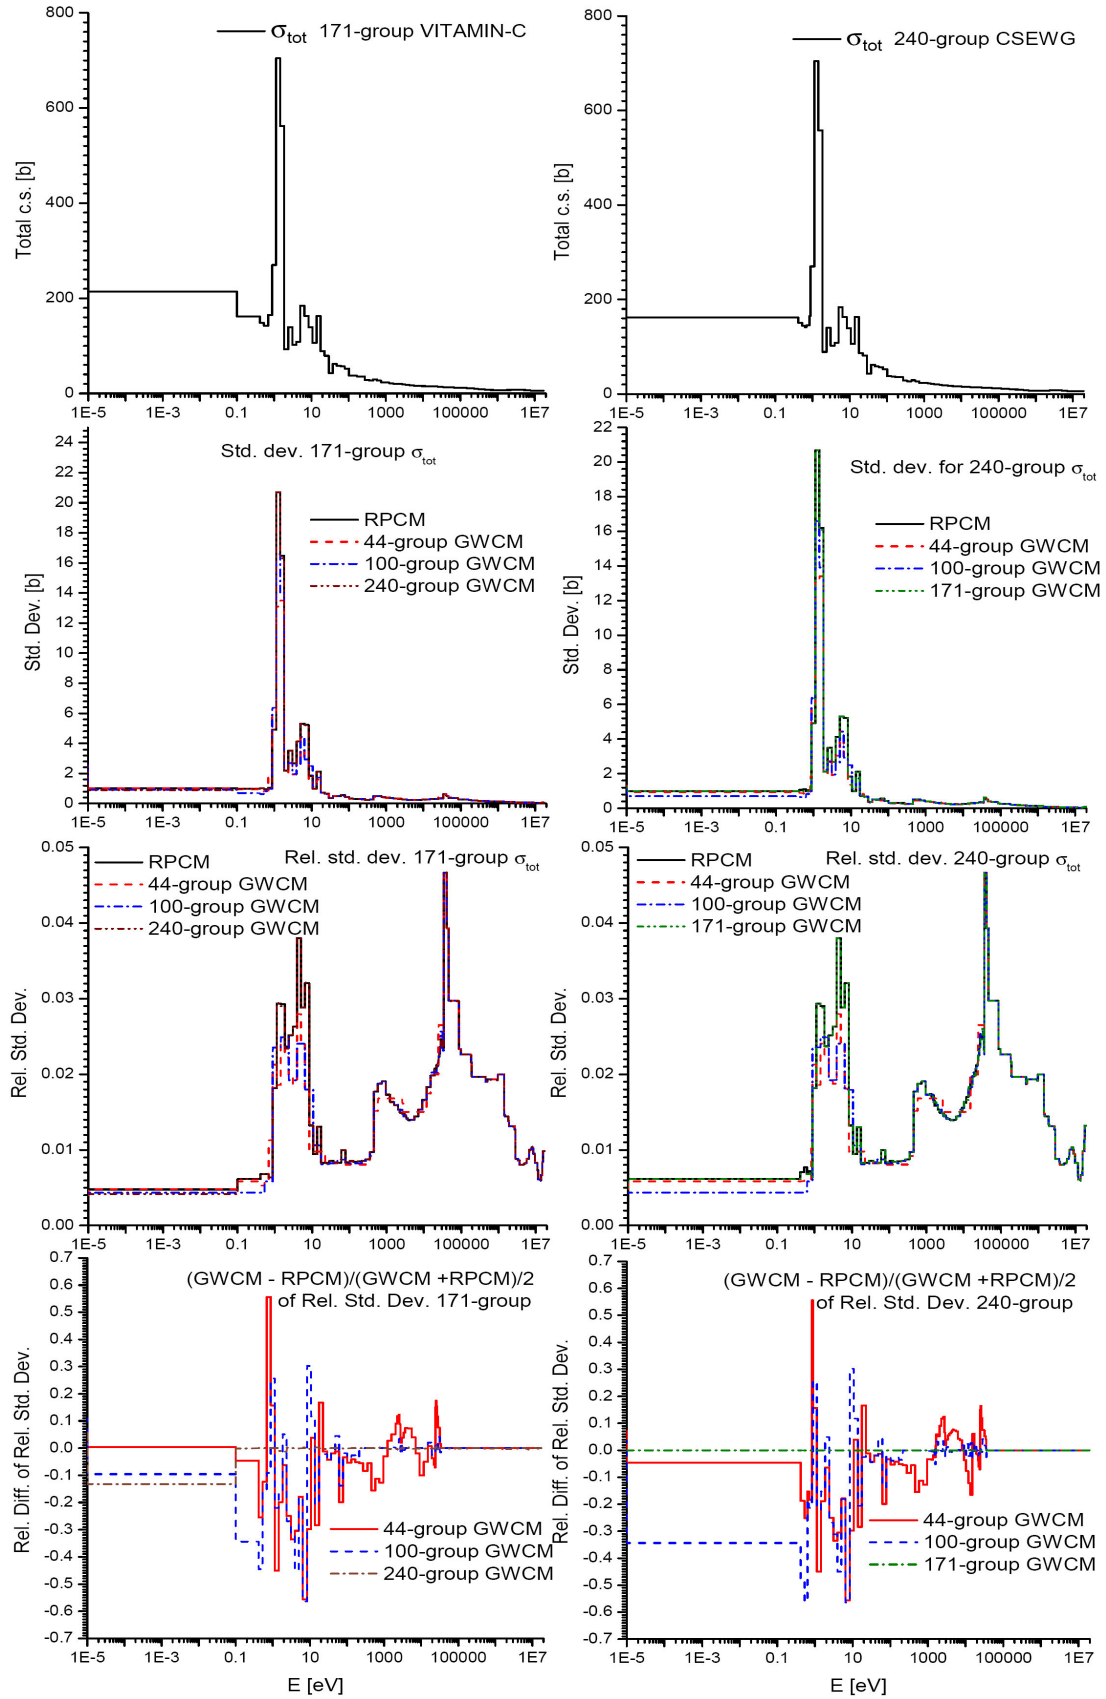 σtot 171-group VITAMIN-C
800
600
400
200
0
Total c.s. [b]
1E-5 1E-3 0.1 10 1000 100000 1E7
σtot 240-group CSEWG
800
600
400
200
0
Total c.s. [b]
1E-5 1E-3 0.1 10 1000 100000 1E7
Std. dev. 171-group σtot
RPCM
44-group GWCM
100-group GWCM
240-group GWCM
24
22
20
18
16
14
12
10
8
6
4
2
0
Std. Dev. [b]
1E-5 1E-3 0.1 10 1000 100000 1E7
Std. dev. for 240-group σtot
RPCM
44-group GWCM
100-group GWCM
171-group GWCM
22
20
18
16
14
12
10
8
6
4
2
0
Std. Dev. [b]
1E-5 1E-3 0.1 10 1000 100000 1E7
Rel. std. dev. 171-group σtot
RPCM
44-group GWCM
100-group GWCM
240-group GWCM
0.05
0.04
0.03
0.02
0.01
0.00
Rel. Std. Dev.
1E-5 1E-3 0.1 10 1000 100000 1E7
Rel. std. dev. 240-group σtot
RPCM
44-group GWCM
100-group GWCM
171-group GWCM
0.05
0.04
0.03
0.02
0.01
0.00
Rel. Std. Dev.
1E-5 1E-3 0.1 10 1000 100000 1E7
(GWCM - RPCM)/(GWCM +RPCM)/2
of Rel. Std. Dev. 171-group
0.7
0.6
0.5
0.4
0.3
0.2
0.1
0.0
-0.1
-0.2
-0.3
-0.4
-0.5
-0.6
-0.7
Rel. Diff. of Rel. Std. Dev.
44-group GWCM
100-group GWCM
240-group GWCM
1E-5 1E-3 0.1 10 1000 100000 1E7
E [eV]
(GWCM - RPCM)/(GWCM +RPCM)/2
of Rel. Std. Dev. 240-group
0.7
0.6
0.5
0.4
0.3
0.2
0.1
0.0
-0.1
-0.2
-0.3
-0.4
-0.5
-0.6
-0.7
Rel. Diff. of Rel. Std. Dev.
44-group GWCM
100-group GWCM
171-group GWCM
1E-5 1E-3 0.1 10 1000 100000 1E7
E [eV]